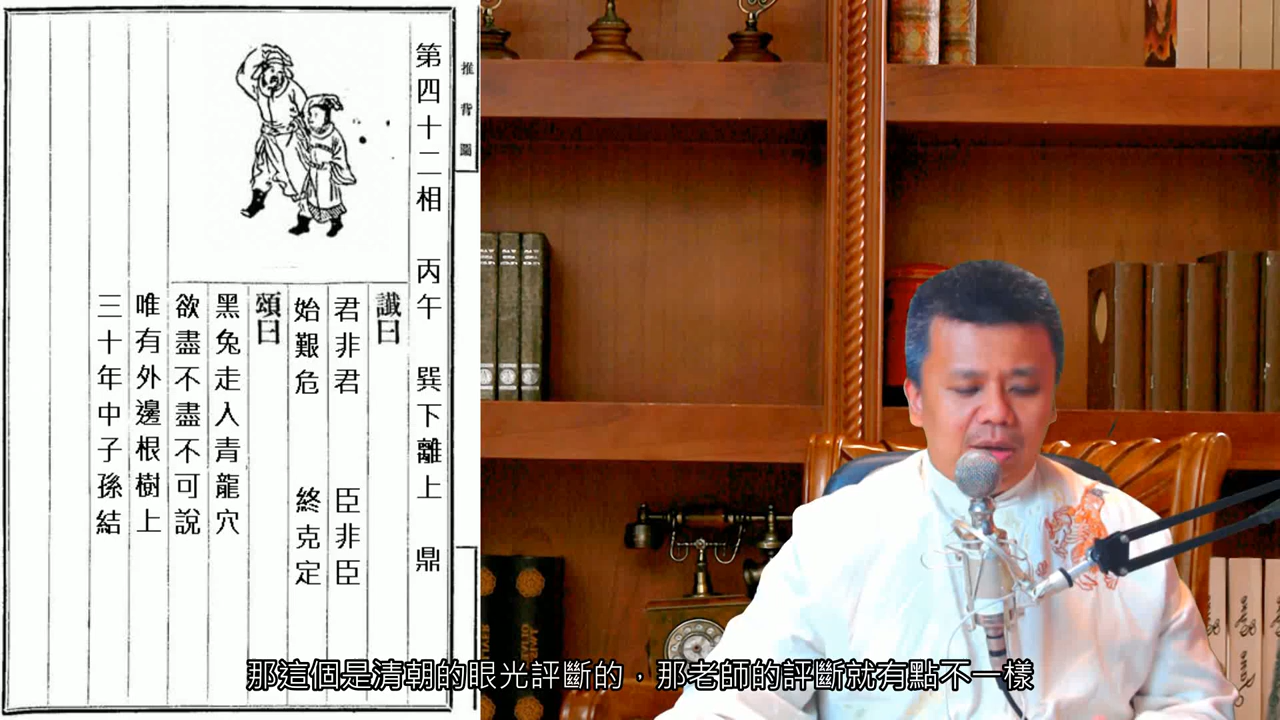 推背圖
第四十二相 丙午 巽下離上 鼎
讖曰
君非君 臣非臣
始艱危 終克定
頌曰
黑兔走入青龍穴
欲盡不盡不可說
唯有外邊根樹上
三十年中子孫結
那這個是清朝的眼光評斷的，那老師的評斷就有點不一樣